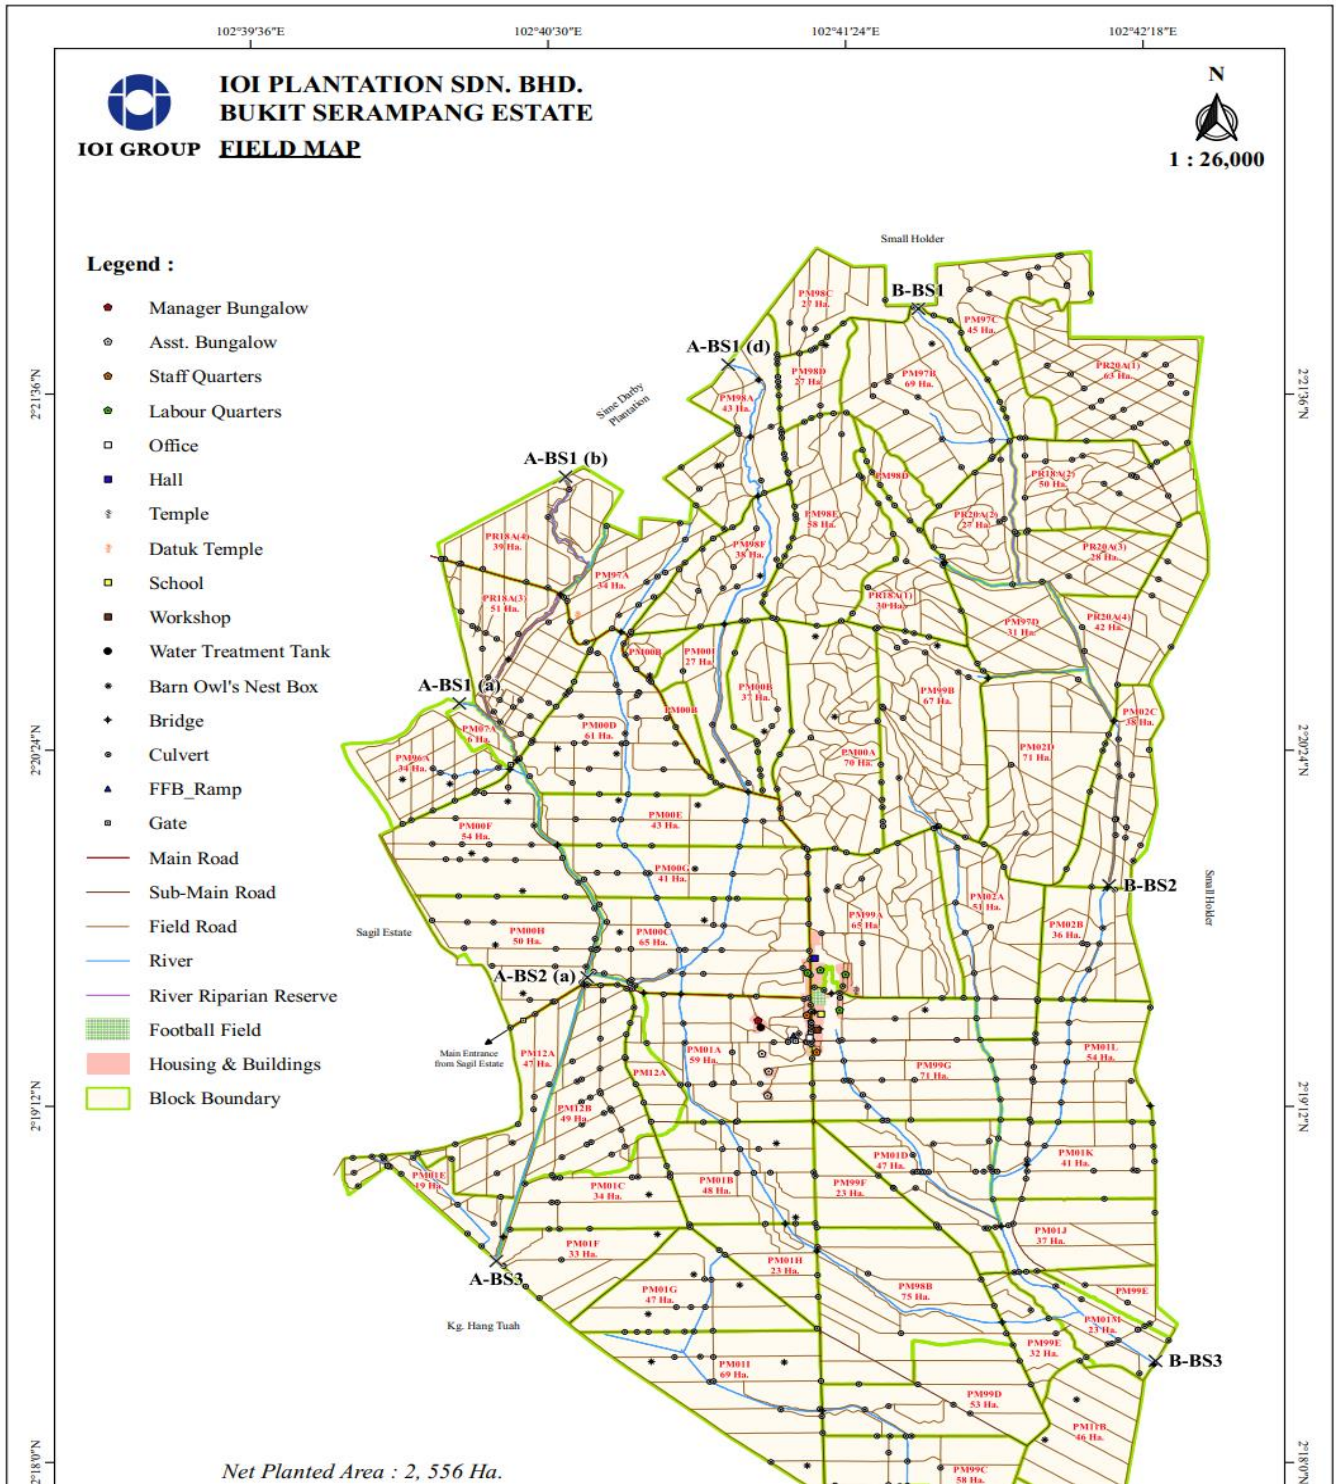 102°39'36"E
102°40'30"E
102°41'24"E
102°42'18"E
IOI PLANTATION SDN. BHD.
BUKIT SERAMPANG ESTATE
FIELD MAP
IOI GROUP
N
1 : 26,000
Legend :
Manager Bungalow
Asst. Bungalow
Staff Quarters
Labour Quarters
Office
Hall
Temple
Datuk Temple
School
Workshop
Water Treatment Tank
Barn Owl's Nest Box
Bridge
Culvert
FFB_Ramp
Gate
Main Road
Sub-Main Road
Field Road
River
River Riparian Reserve
Football Field
Housing & Buildings
Block Boundary
2°21'36"N
2°20'24"N
2°19'12"N
2°18'0"N
2°21'36"N
2°20'24"N
2°19'12"N
2°18'0"N
Small Holder
PM98C
27 Ha.
B-BS1
PM97C
45 Ha.
A-BS1 (d)
PM98D
27 Ha.
PM97B
69 Ha.
PR20A(1)
63 Ha.
Sime Darby
Plantation
PM98A
43 Ha.
A-BS1 (b)
PM98D
PR18A(2)
50 Ha.
PM98E
58 Ha.
PR20A(2)
27 Ha.
PR18A(4)
39 Ha.
PM98F
38 Ha.
PR20A(3)
28 Ha.
PM97A
34 Ha.
PR18A(3)
51 Ha.
PR18A(1)
30 Ha.
PM97D
31 Ha.
PR20A(4)
42 Ha.
PM00B
27 Ha.
A-BS1 (a)
PM00B
37 Ha.
PM99B
67 Ha.
PM00B
PM02C
38 Ha.
PM07A
6 Ha.
PM00D
61 Ha.
PM96A
34 Ha.
PM00A
70 Ha.
PM02D
71 Ha.
PM00F
54 Ha.
PM00E
43 Ha.
PM00G
41 Ha.
B-BS2
Small Holder
PM02A
51 Ha.
PM99A
65 Ha.
PM02B
36 Ha.
Sagil Estate
PM00H
50 Ha.
PM00C
65 Ha.
A-BS2 (a)
Main Entrance
from Sagil Estate
PM12A
47 Ha.
PM01A
59 Ha.
PM01L
54 Ha.
PM12A
PM99G
71 Ha.
PM12B
49 Ha.
PM01D
47 Ha.
PM01K
41 Ha.
PM01E
19 Ha.
PM01C
34 Ha.
PM01B
48 Ha.
PM99F
23 Ha.
PM01J
37 Ha.
PM01F
33 Ha.
A-BS3
PM01H
23 Ha.
PM01G
47 Ha.
PM98B
75 Ha.
PM99E
PM01M
23 Ha.
Kg. Hang Tuah
PM99E
32 Ha.
B-BS3
PM01I
69 Ha.
PM99D
53 Ha.
PM11B
46 Ha.
Net Planted Area : 2, 556 Ha.
PM99C
58 Ha.